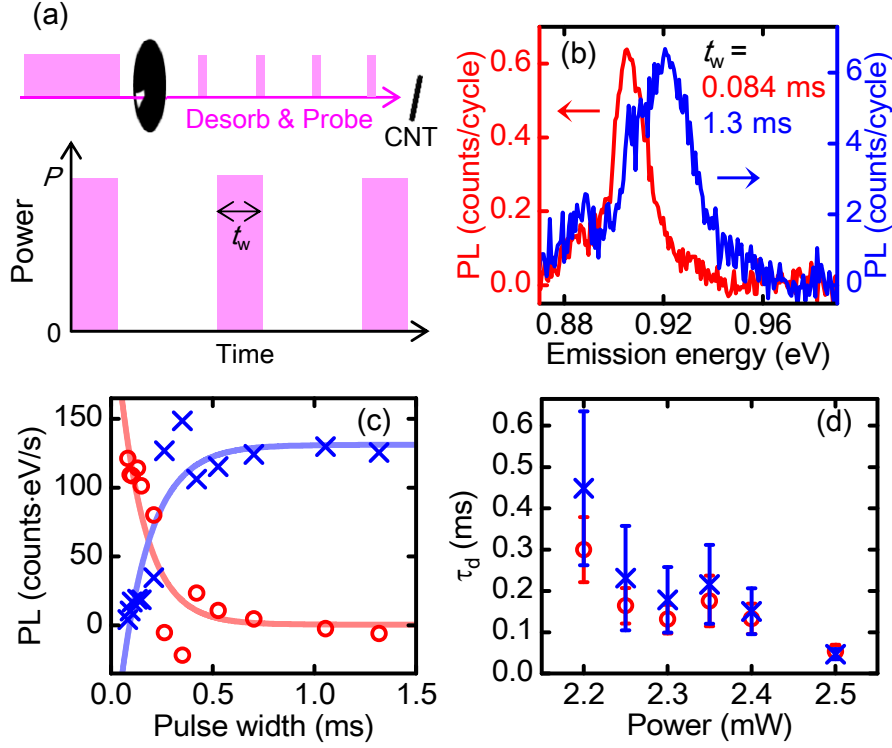 (a)
Desorb & Probe
CNT
P
Power
t_w
0
Time
(b)
t_w =
0.084 ms
1.3 ms
PL (counts/cycle)
0.6
0.4
0.2
0.0
PL (counts/cycle)
6
4
2
0
0.88 0.92 0.96
Emission energy (eV)
(c)
PL (counts·eV/s)
150
100
50
0
0.0 0.5 1.0 1.5
Pulse width (ms)
(d)
τ_d (ms)
0.6
0.5
0.4
0.3
0.2
0.1
0.0
2.2 2.3 2.4 2.5
Power (mW)